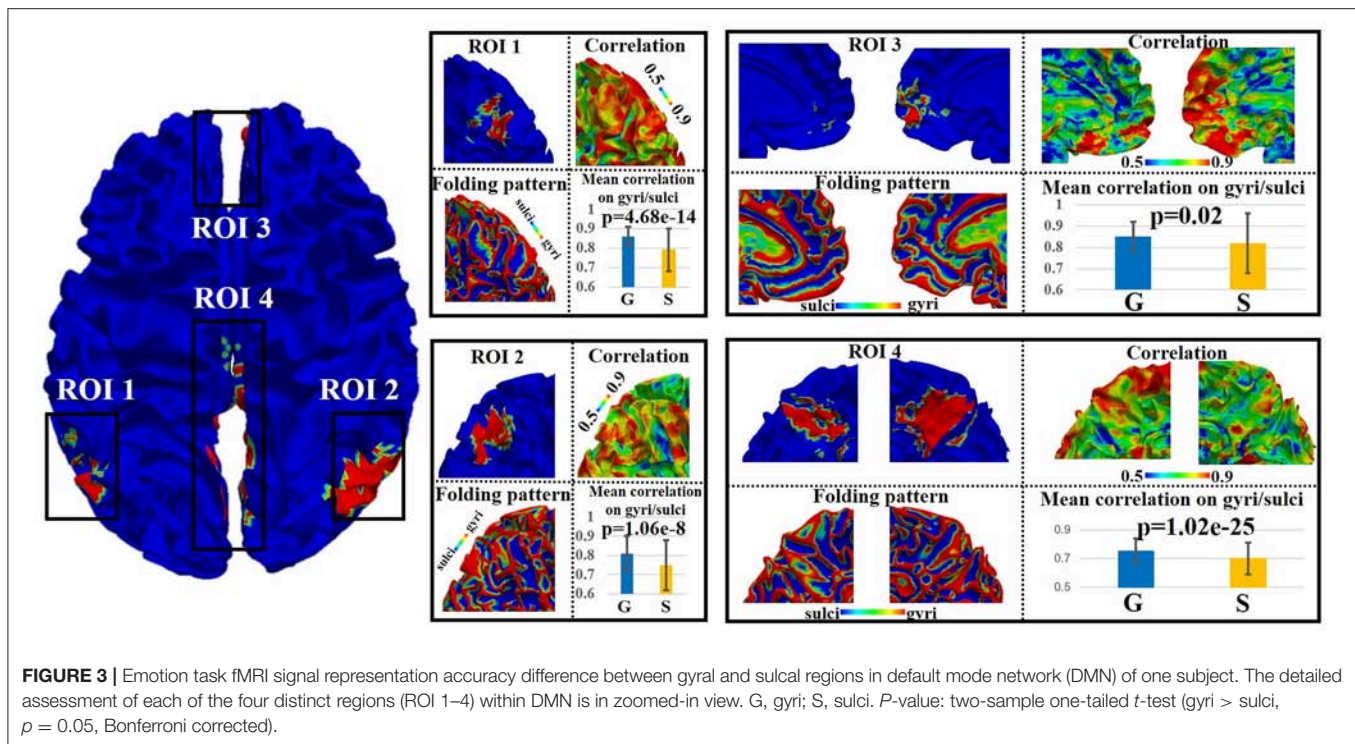 ROI 3
ROI 4
ROI 1
ROI 2
ROI 1
Correlation
0.5
0.9
Folding pattern
sulci
gyri
Mean correlation
on gyri/sulci
p=4.68e-14
1
0.9
0.8
0.7
0.6
G
S
ROI 3
Correlation
0.5
0.9
Folding pattern
sulci
gyri
Mean correlation on gyri/sulci
p=0.02
1
0.9
0.8
0.7
0.6
G
S
ROI 2
Correlation
0.5
0.9
Folding pattern
sulci
gyri
Mean correlation
on gyri/sulci
p=1.06e-8
1
0.9
0.8
0.7
0.6
G
S
ROI 4
Correlation
0.5
0.9
Folding pattern
sulci
gyri
Mean correlation on gyri/sulci
p=1.02e-25
0.9
0.7
0.5
G
S
FIGURE 3 | Emotion task fMRI signal representation accuracy difference between gyral and sulcal regions in default mode network (DMN) of one subject. The detailed
assessment of each of the four distinct regions (ROI 1–4) within DMN is in zoomed-in view. G, gyri; S, sulci. P-value: two-sample one-tailed t-test (gyri > sulci,
p = 0.05, Bonferroni corrected).